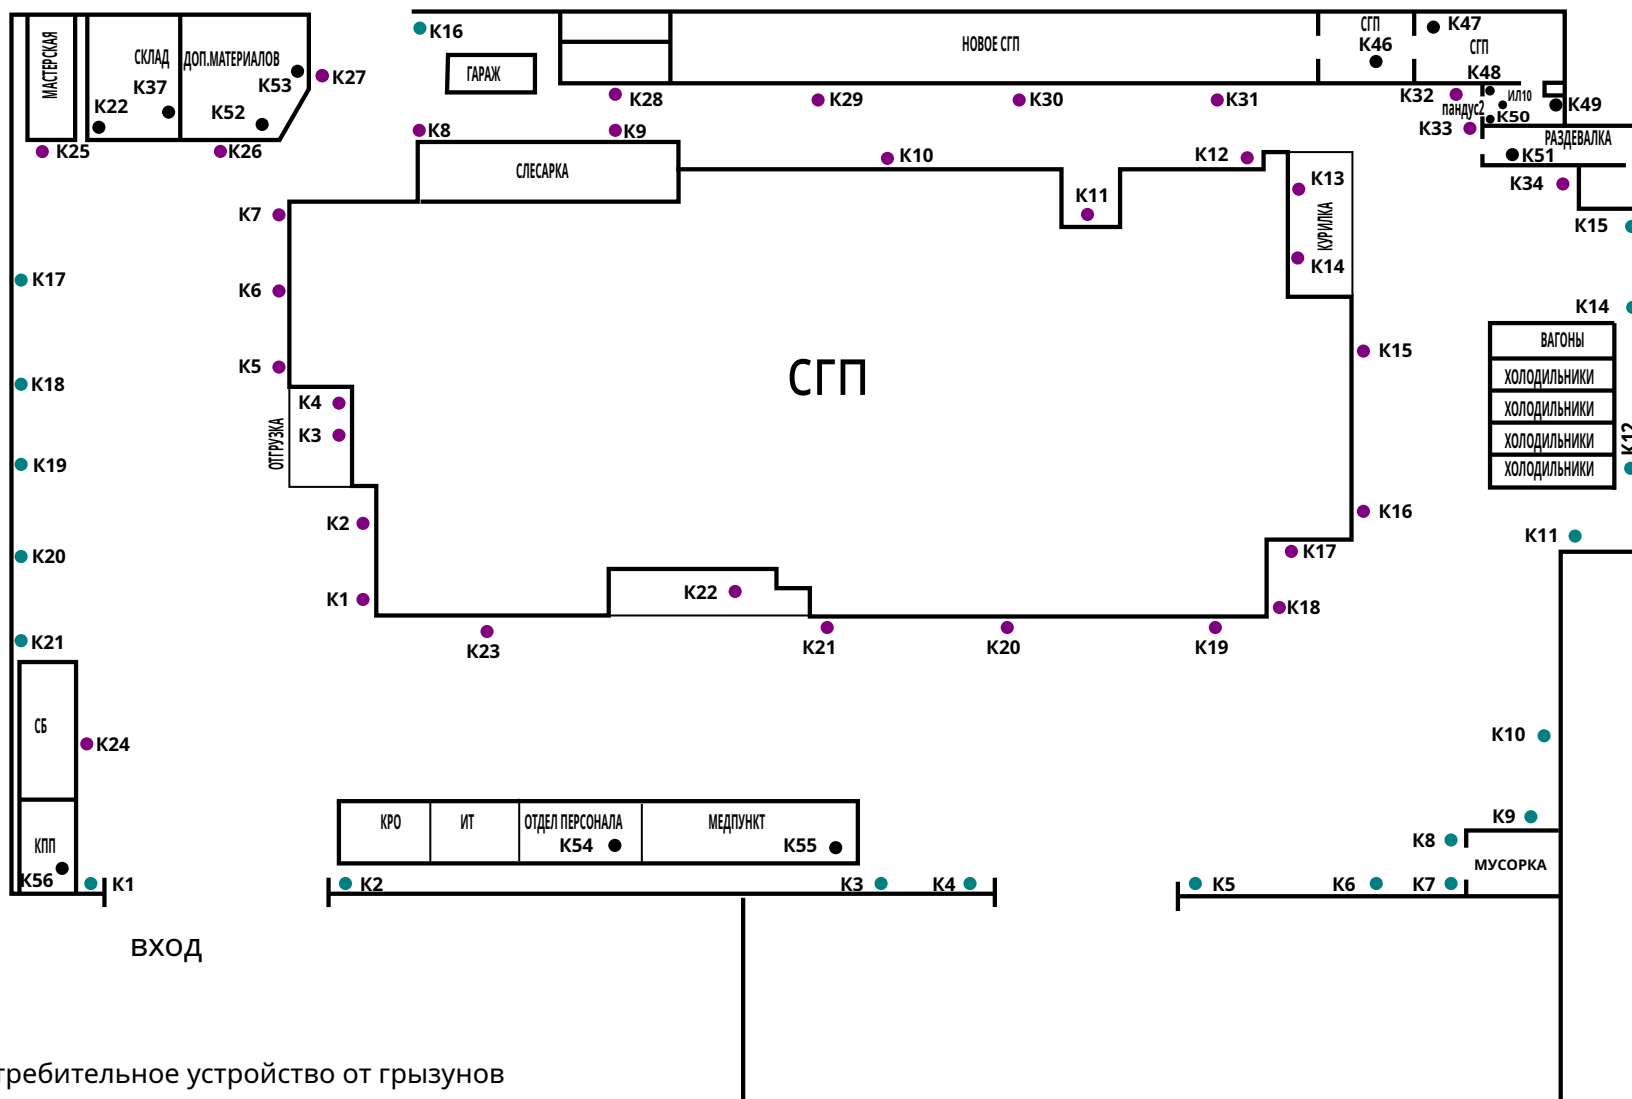 К16
МАСТЕРСКАЯ
СКЛАД
ДОП.МАТЕРИАЛОВ
К37
К53
К27
К22
К52
К25
К26
ГАРАЖ
НОВОЕ СГП
СГП
К46
К47
СГП
К48
К28
К29
К30
К31
К32
ИЛ10
К49
пандус2
К50
К33
РАЗДЕВАЛКА
К51
К8
К9
К10
К12
К34
СЛЕСАРКА
К11
К13
КУРИЛКА
К14
К7
К15
К17
К6
К14
К5
К15
ВАГОНЫ
К18
К4
СГП
ХОЛОДИЛЬНИКИ
ХОЛОДИЛЬНИКИ
К3
ОТГРУЗКА
ХОЛОДИЛЬНИКИ
К12
К19
ХОЛОДИЛЬНИКИ
К16
К2
К11
К20
К17
К1
К22
К18
К21
К23
К21
К20
К19
СБ
К24
К10
КРО
ИТ
ОТДЕЛ ПЕРСОНАЛА
МЕДПУНКТ
К9
КПП
К54
К55
К8
МУСОРКА
К56
К1
К2
К3
К4
К5
К6
К7
вход
требительное устройство от грызунов